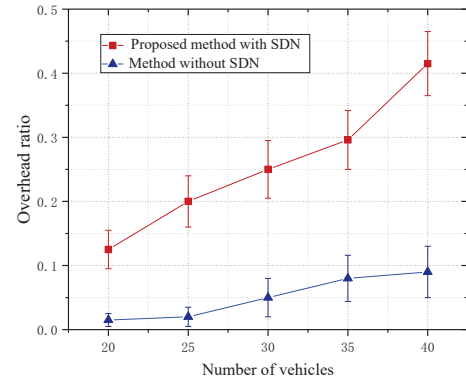 0.5
0.4
0.3
0.2
0.1
0.0
Overhead ratio
Proposed method with SDN
Method without SDN
20 25 30 35 40
Number of vehicles